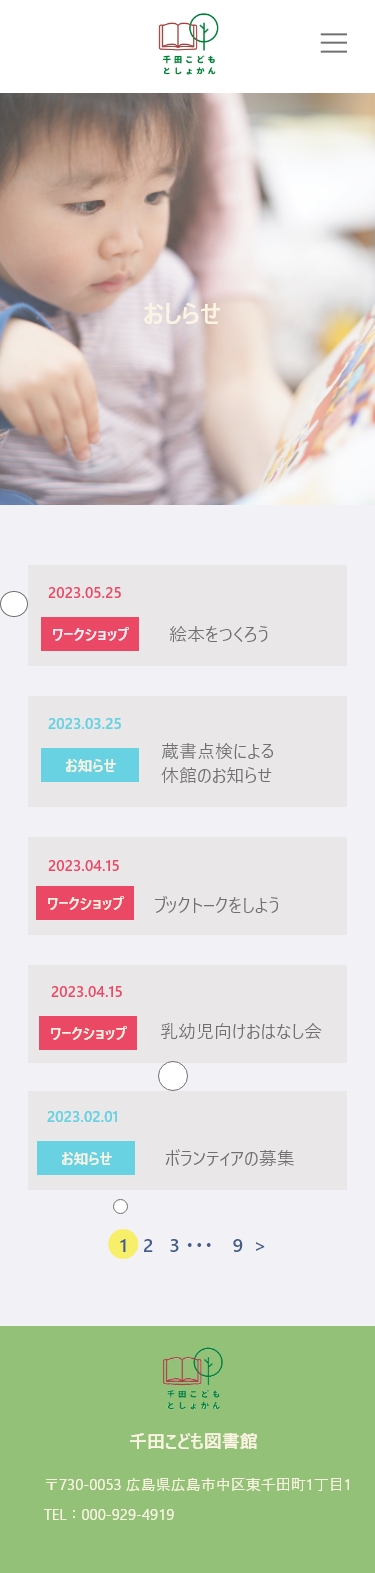 千田こども
としょかん
おしらせ
2023.05.25
ワークショップ 絵本をつくろう
2023.03.25
お知らせ 蔵書点検による
休館のお知らせ
2023.04.15
ワークショップ ブックトークをしよう
2023.04.15
ワークショップ 乳幼児向けおはなし会
2023.02.01
お知らせ ボランティアの募集
1 2 3 ・・・ 9 >
千田こども
としょかん
千田こども図書館
〒730-0053 広島県広島市中区東千田町1丁目1
TEL：000-929-4919